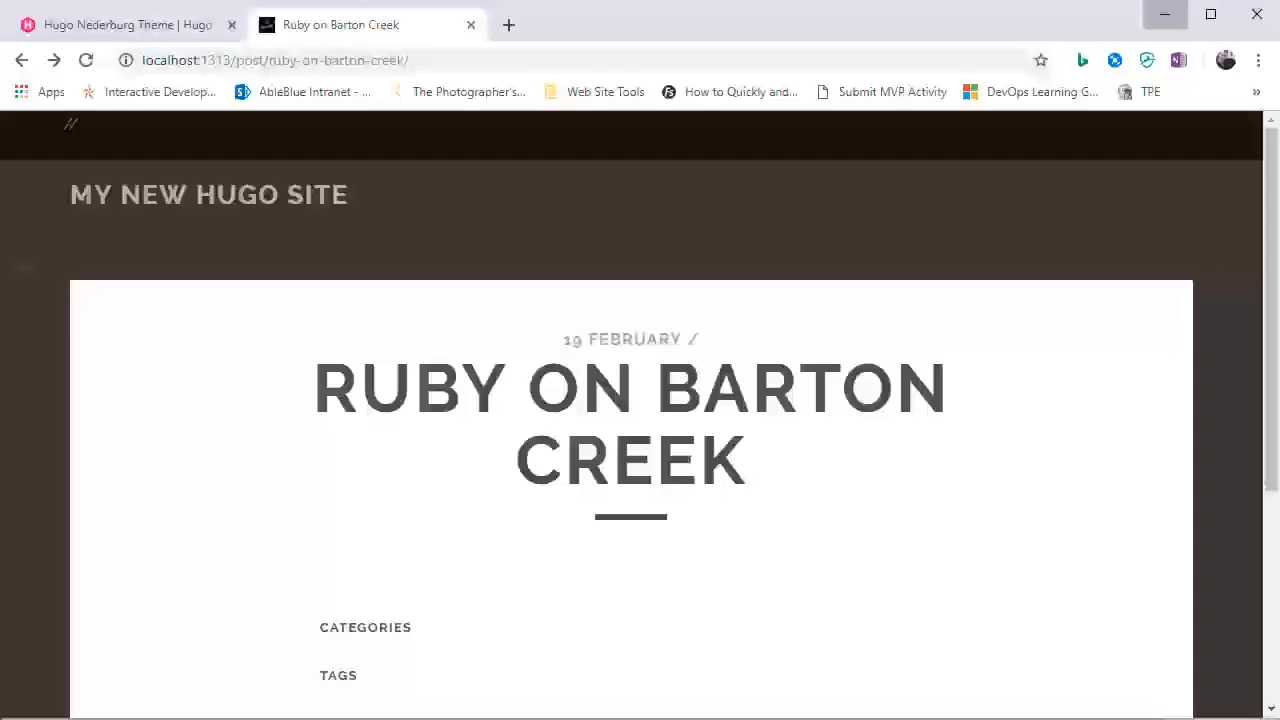 Hugo Nederburg Theme | Hugo
Ruby on Barton Creek
localhost:1313/post/ruby-on-barton-creek/
Apps
Interactive Develop...
AbleBlue Intranet - ...
The Photographer's...
Web Site Tools
How to Quickly and...
Submit MVP Activity
DevOps Learning G...
TPE
»
//
MY NEW HUGO SITE
19 FEBRUARY /
RUBY ON BARTON
CREEK
CATEGORIES
TAGS